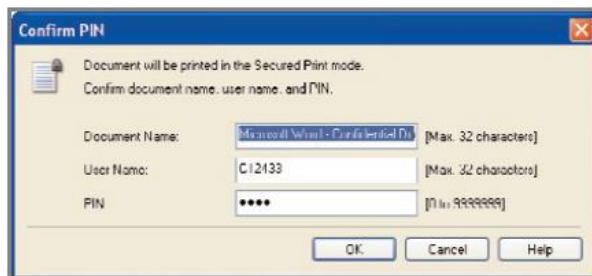 Confirm PIN
Document will be printed in the Secured Print mode.
Confirm document name, user name, and PIN.
Document Name: Microsoft Word - Confidential Do [Max. 32 characters]
User Name: C12433 [Max. 32 characters]
PIN •••• [0 to 9999999]
OK Cancel Help